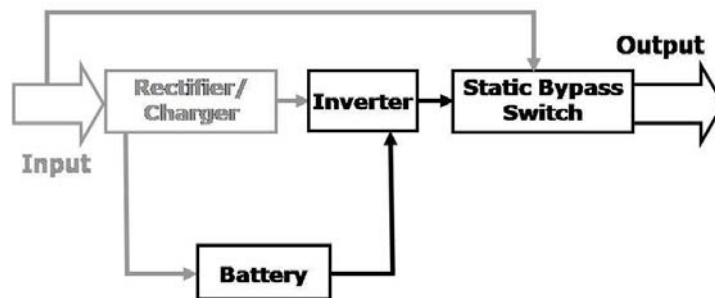 Output
Rectifier/
Charger
Inverter
Static Bypass
Switch
Input
Battery